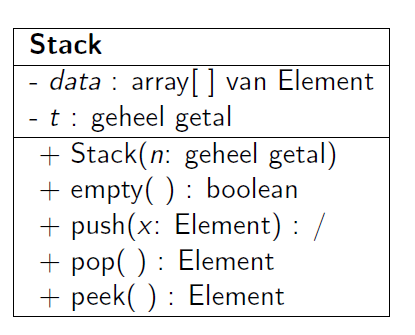 Stack
- data : array[ ] van Element
- t : geheel getal
+ Stack(n: geheel getal)
+ empty( ) : boolean
+ push(x: Element) : /
+ pop( ) : Element
+ peek( ) : Element